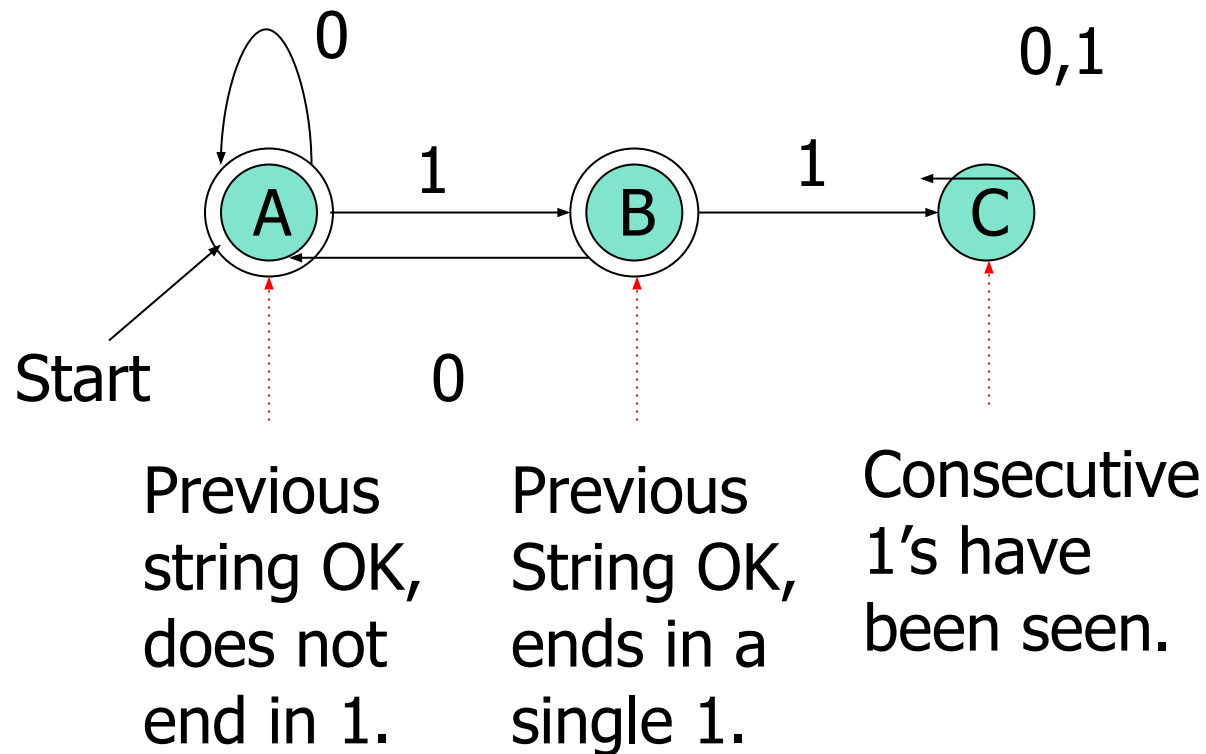 0
0,1
1
1
A
B
C
Start
0
Previous
string OK,
does not
end in 1.
Previous
String OK,
ends in a
single 1.
Consecutive
1’s have
been seen.